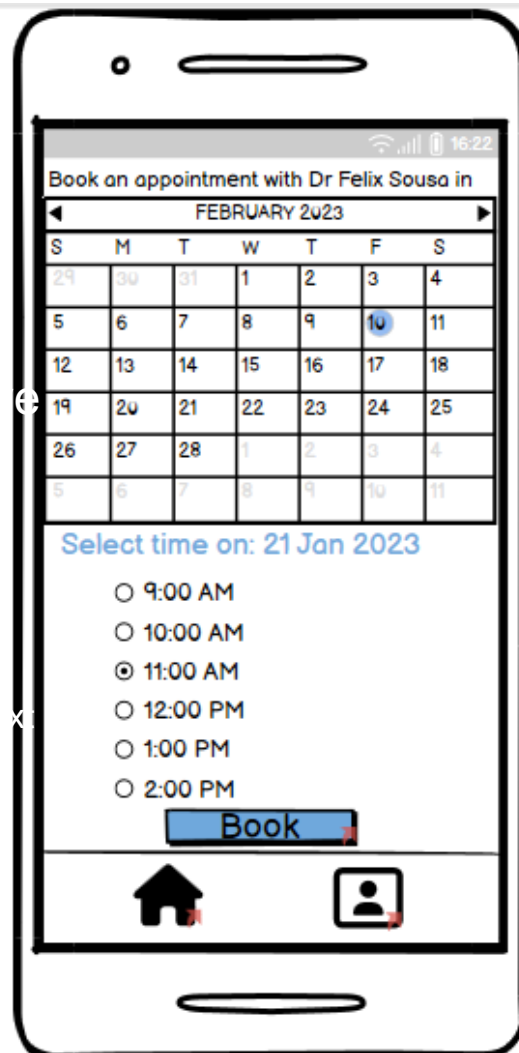 16:22
Book an appointment with Dr Felix Sousa in
FEBRUARY 2023
S M T W T F S
29 30 31 1 2 3 4
5 6 7 8 9 10 11
12 13 14 15 16 17 18
19 20 21 22 23 24 25
26 27 28 1 2 3 4
5 6 7 8 9 10 11
Select time on: 21 Jan 2023
9:00 AM
10:00 AM
11:00 AM
12:00 PM
1:00 PM
2:00 PM
Book